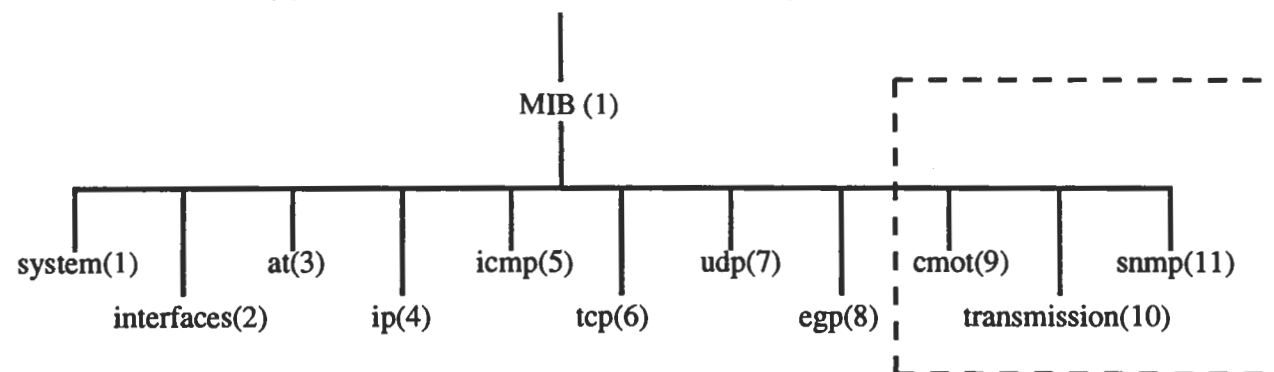 MIB (1)
system(1) at(3) icmp(5) udp(7) cmot(9) snmp(11)
interfaces(2) ip(4) tcp(6) egp(8) transmission(10)